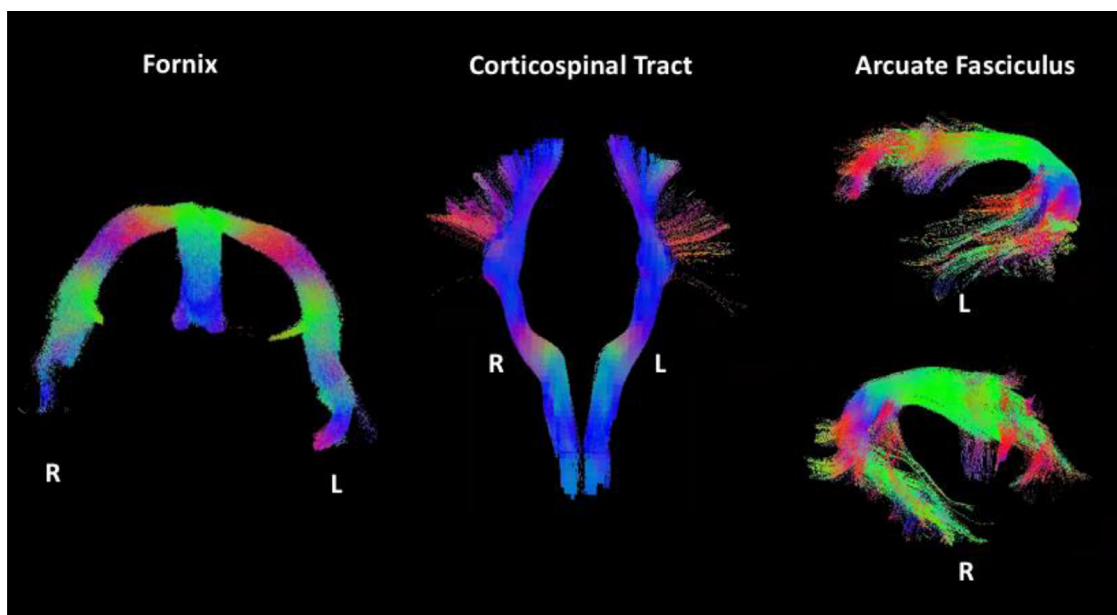 Fornix
R
L
Corticospinal Tract
R
L
Arcuate Fasciculus
L
R